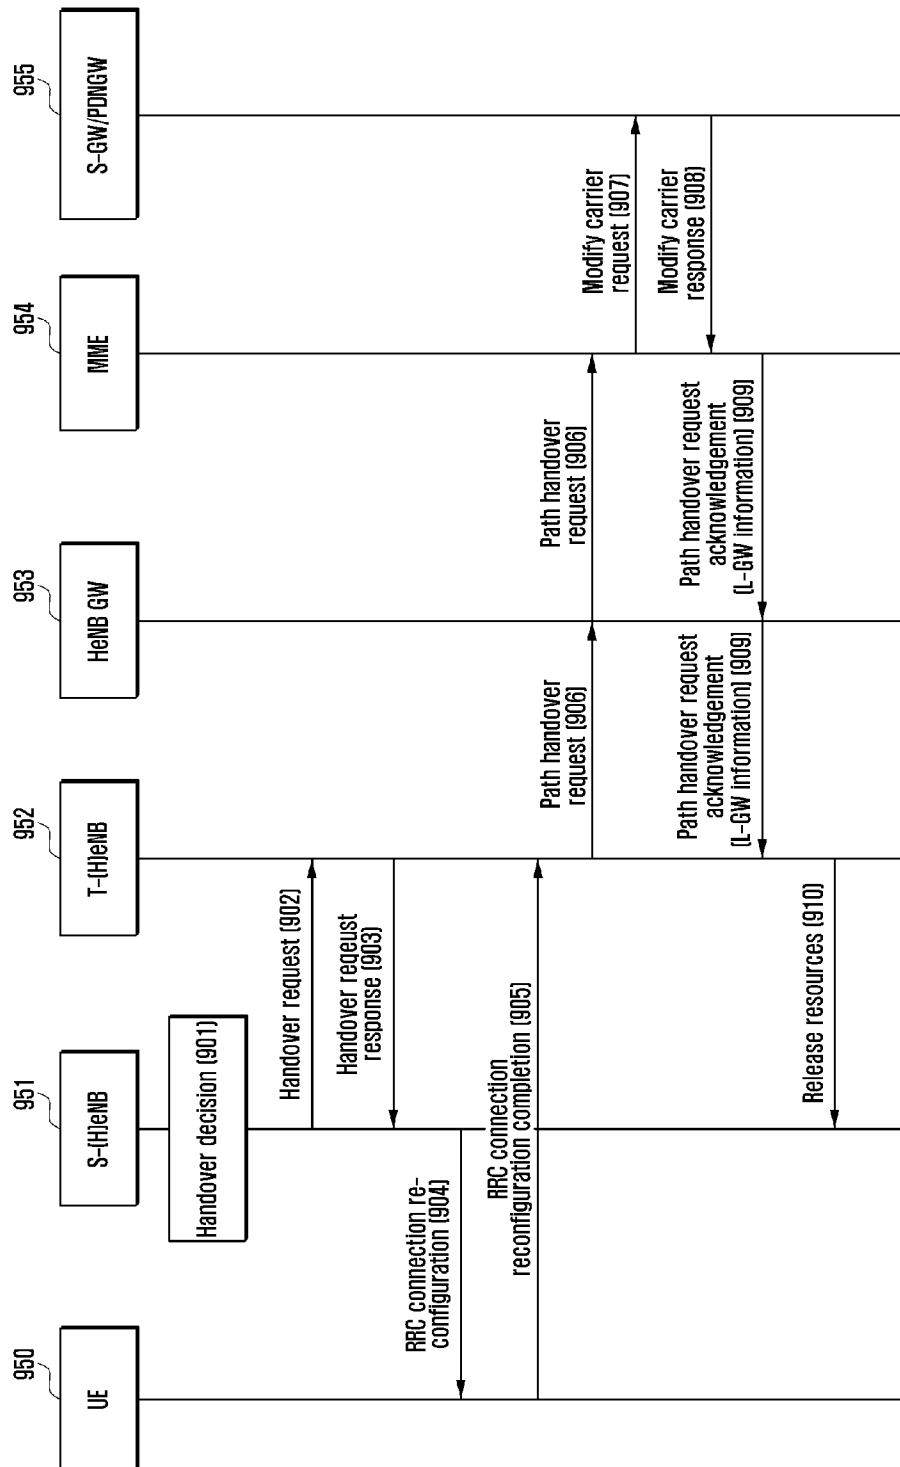 950
951
952
953
954
955
UE
S-(H)eNB
T-(H)eNB
HeNB GW
MME
S-GW/PDNGW
Handover decision (901)
Handover request (902)
Handover reqeust
response (903)
RRC connection re-
configuration (904)
RRC connection
reconfiguration completion (905)
Path handover
request (906)
Path handover
request (906)
Modify carrier
request (907)
Modify carrier
response (908)
Path handover request
acknowledgement
(L-GW information) (909)
Path handover request
acknowledgement
(L-GW information) (909)
Release resources (910)